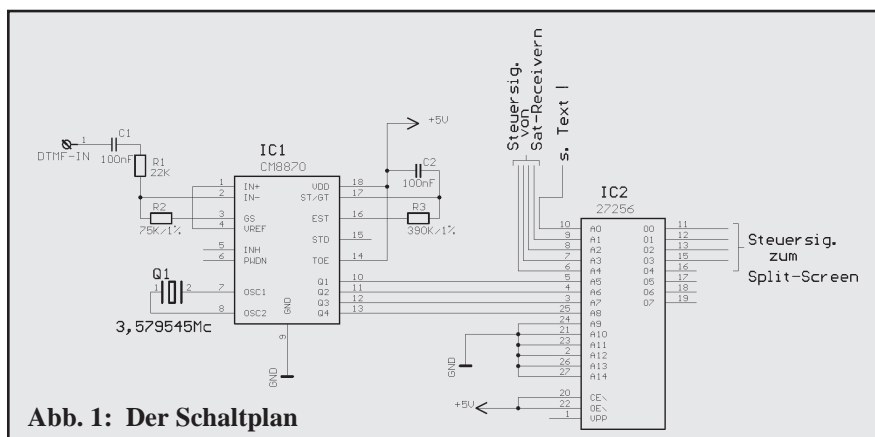 DTMF-IN
1
C1
100nF
R1
22K
R2
75K/1%
IC1
CM8870
1 IN+ VDD 18
2 IN- ST/GT 17
3 GS EST 16
4 VREF
STD 15
5 INH
6 PWDN TOE 14
Q1 10
7 OSC1 Q2 11
Q3 12
8 OSC2 Q4 13
GND
9
GND
Q1
1 2
3,579545Mc
+5V
C2
100nF
R3
390K/1%
Steuersig.
von
Sat-Receivern
s. Text !
IC2
27256
10 A0 O0 11
9 A1 O1 12
8 A2 O2 13
7 A3 O3 15
6 A4 O4 16
5 A5 O5 17
4 A6 O6 18
3 A7 O7 19
25 A8
24 A9
21 A10
23 A11
2 A12
26 A13
27 A14
20 CE\
22 OE\
1 VPP
GND
+5V
Steuersig.
zum
Split-Screen
Abb. 1: Der Schaltplan